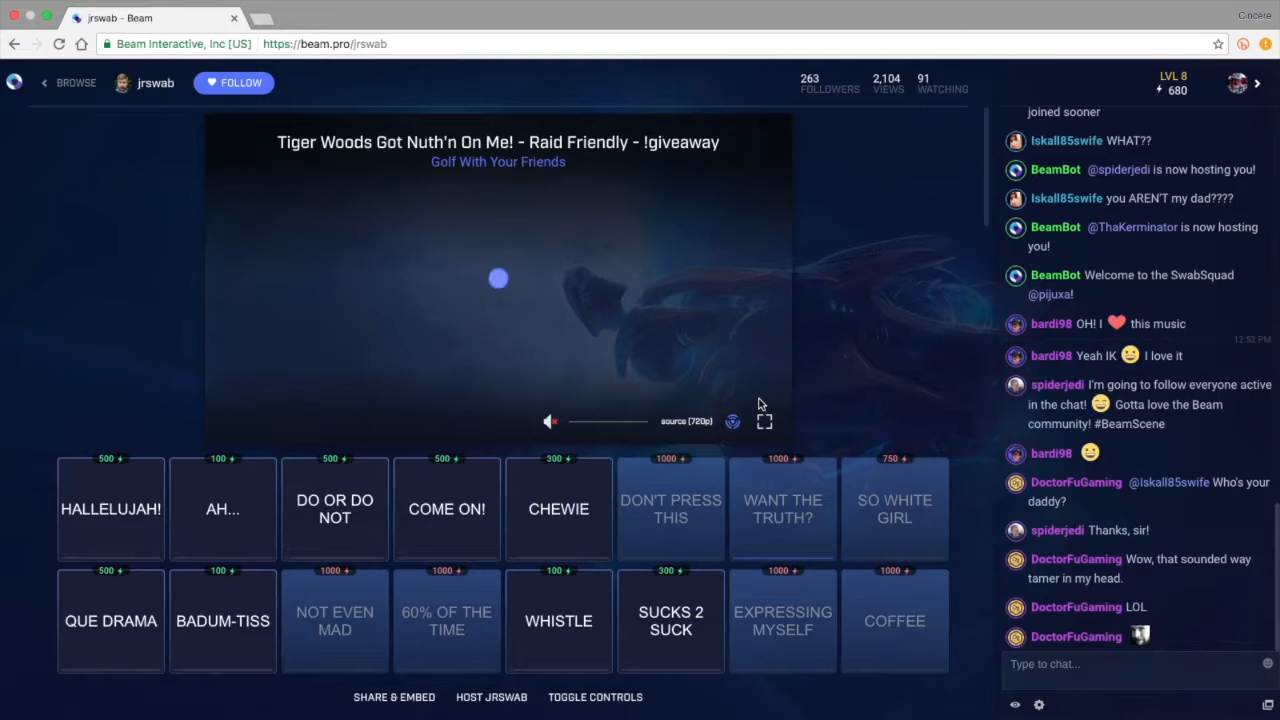 jrswab - Beam
Cincere
Beam Interactive, Inc [US]
https://beam.pro/jrswab
BROWSE
jrswab
FOLLOW
263
FOLLOWERS
2,104
VIEWS
91
WATCHING
LVL 8
680
Tiger Woods Got Nuth'n On Me! - Raid Friendly - !giveaway
Golf With Your Friends
source (720p)
500
HALLELUJAH!
100
AH...
500
DO OR DO
NOT
500
COME ON!
300
CHEWIE
1000
DON'T PRESS
THIS
1000
WANT THE
TRUTH?
750
SO WHITE
GIRL
500
QUE DRAMA
100
BADUM-TISS
1000
NOT EVEN
MAD
1000
60% OF THE
TIME
100
WHISTLE
300
SUCKS 2
SUCK
1000
EXPRESSING
MYSELF
1000
COFFEE
SHARE & EMBED
HOST JRSWAB
TOGGLE CONTROLS
joined sooner
Iskall85swife WHAT??
BeamBot @spiderjedi is now hosting you!
Iskall85swife you AREN'T my dad????
BeamBot @ThaKerminator is now hosting
you!
BeamBot Welcome to the SwabSquad
@pijuxa!
bardi98 OH! I ❤️ this music
12:52 PM
bardi98 Yeah IK 😀 I love it
spiderjedi I'm going to follow everyone active
in the chat! 😄 Gotta love the Beam
community! #BeamScene
bardi98 😀
DoctorFuGaming @Iskall85swife Who's your
daddy?
spiderjedi Thanks, sir!
DoctorFuGaming Wow, that sounded way
tamer in my head.
DoctorFuGaming LOL
DoctorFuGaming
Type to chat...